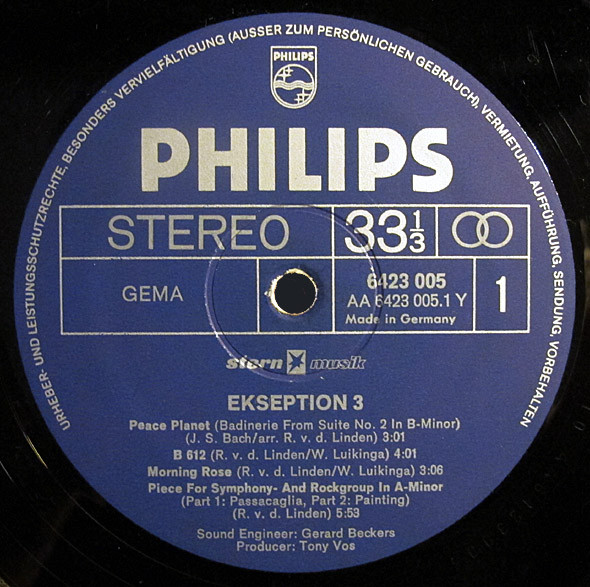 URHEBER- UND LEISTUNGSSCHUTZRECHTE, BESONDERS VERVIELFÄLTIGUNG (AUSSER ZUM PERSÖNLICHEN GEBRAUCH), VERMIETUNG, AUFFÜHRUNG, SENDUNG, VORBEHALTEN
PHILIPS
PHILIPS
STEREO 33 1/3
GEMA 6423 005 1
AA 6423 005.1 Y
Made in Germany
stern musik
EKSEPTION 3
Peace Planet (Badinerie From Suite No. 2 In B-Minor)
(J. S. Bach/arr. R. v. d. Linden) 3:01
B 612 (R. v. d. Linden/W. Luikinga) 4:01
Morning Rose (R. v. d. Linden/W. Luikinga) 3:06
Piece For Symphony- And Rockgroup In A-Minor
(Part 1: Passacaglia, Part 2: Painting)
(R. v. d. Linden) 5:53
Sound Engineer: Gerard Beckers
Producer: Tony Vos